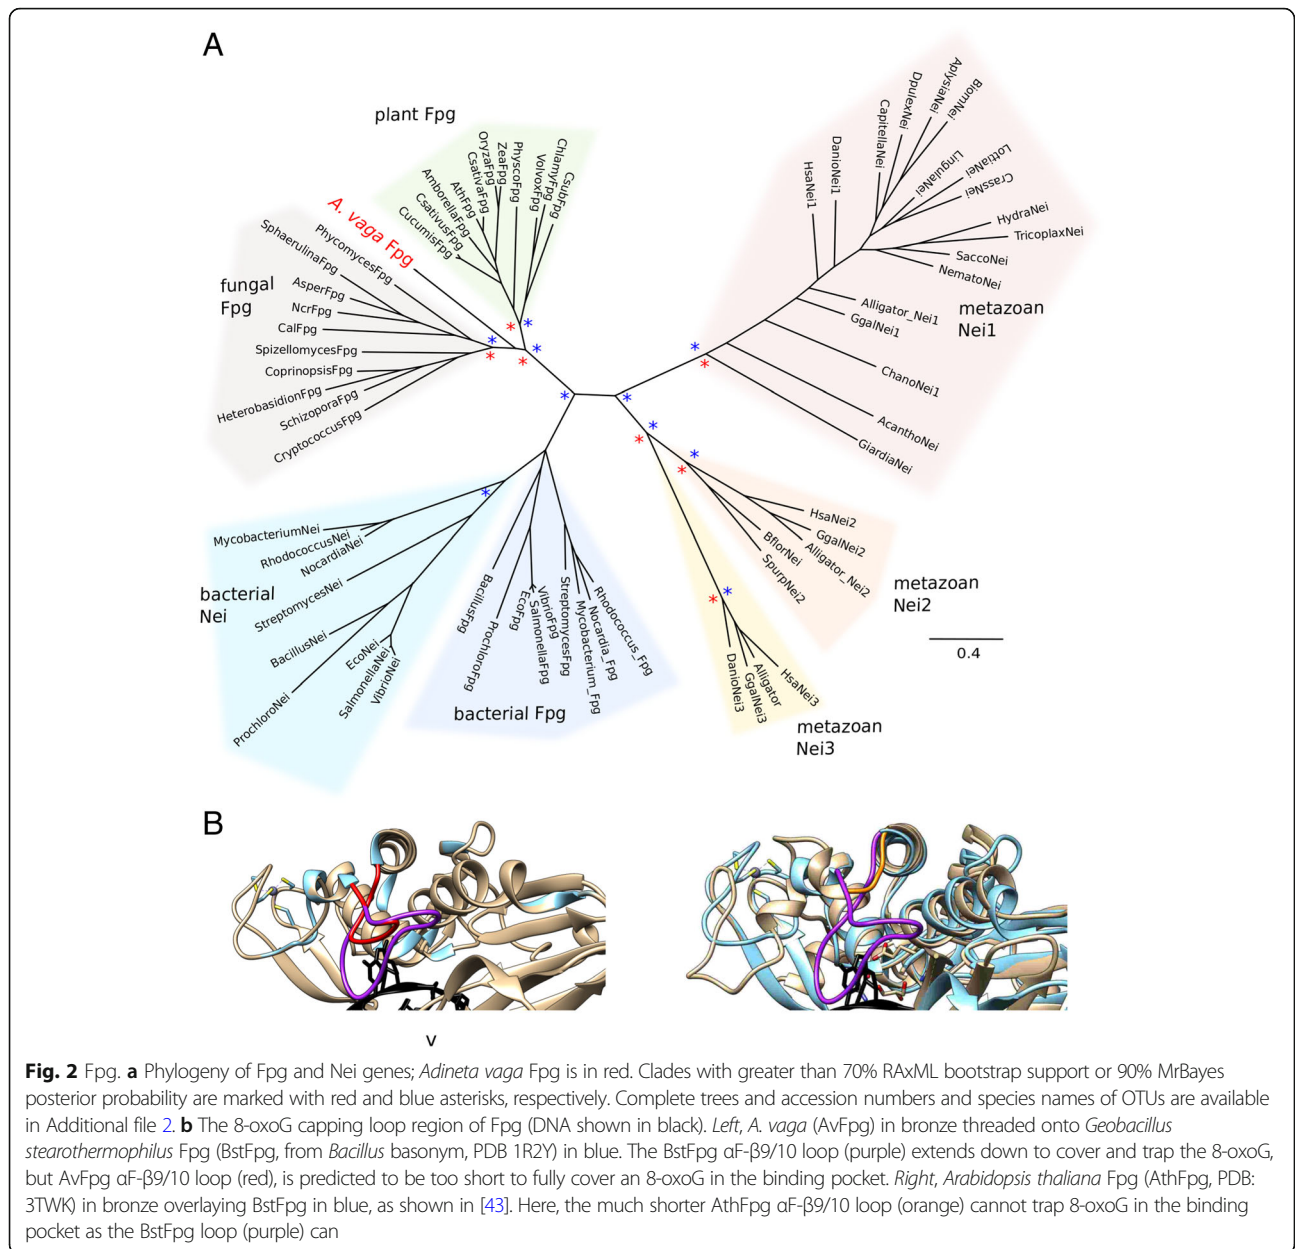 A
plant Fpg
OryzaFpg
ZeaFpg
CsativaFpg
PhyscoFpg
VolvoxFpg
ChlamyFpg
CsubFpg
AthFpg
AmborellaFpg
CsativusFpg
CucumisFpg
A. vaga Fpg
PhycomycesFpg
SphaerulinaFpg
fungal
Fpg
AsperFpg
NcrFpg
CalFpg
SpizellomycesFpg
CoprinopsisFpg
HeterobasidionFpg
SchizoporaFpg
CryptococcusFpg
HsaNei1
DanioNei1
CapitellaNei
DpulexNei
AplysiaNei
BiomNei
LingulaNei
LottiaNei
CrassNei
HydraNei
TricoplaxNei
SaccoNei
NematoNei
Alligator_Nei1
GgalNei1
metazoan
Nei1
ChanoNei1
AcanthoNei
GiardiaNei
MycobacteriumNei
RhodococcusNei
NocardiaNei
bacterial
Nei
StreptomycesNei
BacillusNei
EcoNei
SalmonellaNei
VibrioNei
ProchloroNei
BacillusFpg
ProchloroFpg
EcoFpg
SalmonellaFpg
VibrioFpg
StreptomycesFpg
Mycobacterium_Fpg
Nocardia_Fpg
Rhodococcus_Fpg
bacterial Fpg
HsaNei2
GgalNei2
Alligator_Nei2
BflorNei
SpurpNei2
metazoan
Nei2
0.4
DanioNei3
GgalNei3
Alligator
HsaNei3
metazoan
Nei3
B
v
Fig. 2 Fpg. a Phylogeny of Fpg and Nei genes; Adineta vaga Fpg is in red. Clades with greater than 70% RAxML bootstrap support or 90% MrBayes
posterior probability are marked with red and blue asterisks, respectively. Complete trees and accession numbers and species names of OTUs are available
in Additional file 2. b The 8-oxoG capping loop region of Fpg (DNA shown in black). Left, A. vaga (AvFpg) in bronze threaded onto Geobacillus
stearothermophilus Fpg (BstFpg, from Bacillus basonym, PDB 1R2Y) in blue. The BstFpg αF-β9/10 loop (purple) extends down to cover and trap the 8-oxoG,
but AvFpg αF-β9/10 loop (red), is predicted to be too short to fully cover an 8-oxoG in the binding pocket. Right, Arabidopsis thaliana Fpg (AthFpg, PDB:
3TWK) in bronze overlaying BstFpg in blue, as shown in [43]. Here, the much shorter AthFpg αF-β9/10 loop (orange) cannot trap 8-oxoG in the binding
pocket as the BstFpg loop (purple) can